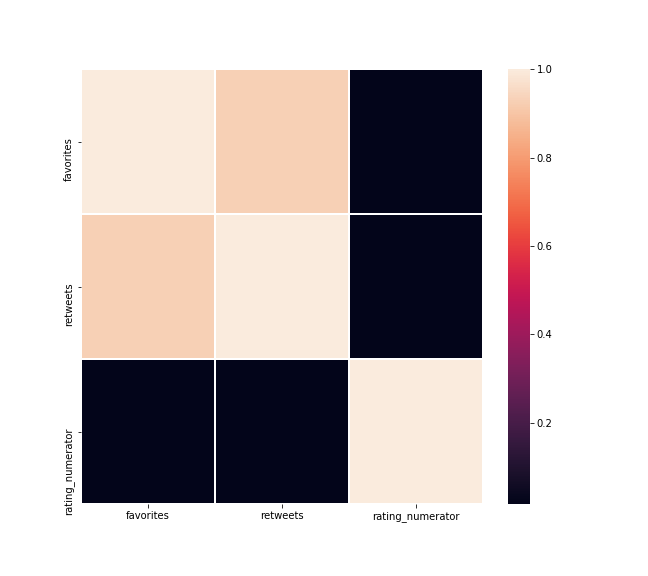 favorites
retweets
rating_numerator
favorites
retweets
rating_numerator
1.0
0.8
0.6
0.4
0.2